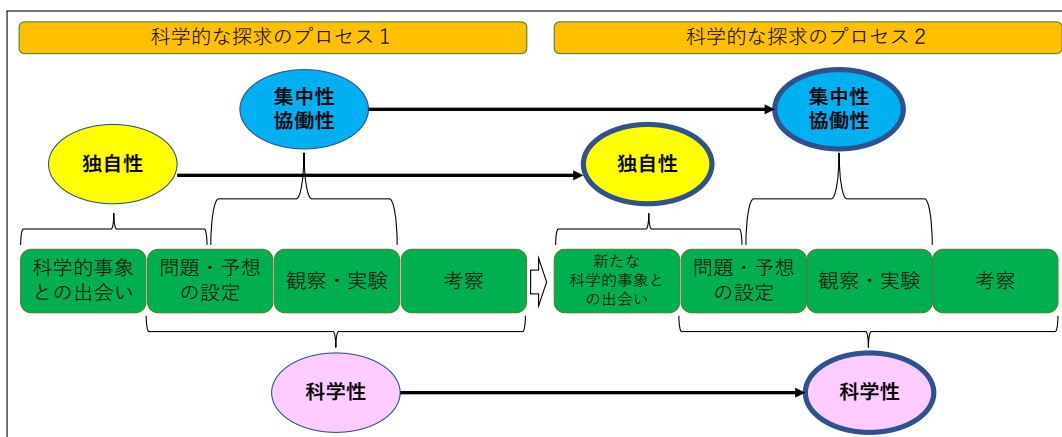 科学的な探求のプロセス１
科学的な探求のプロセス２
集中性
協働性
集中性
協働性
独自性
独自性
科学的事象
との出会い
問題・予想
の設定
観察・実験
考察
新たな
科学的事象と
の出会い
問題・予想
の設定
観察・実験
考察
科学性
科学性